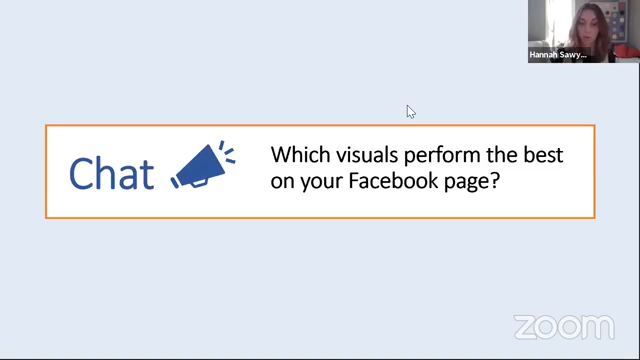 Hannah Sawy...
Chat
Which visuals perform the best
on your Facebook page?
zoom